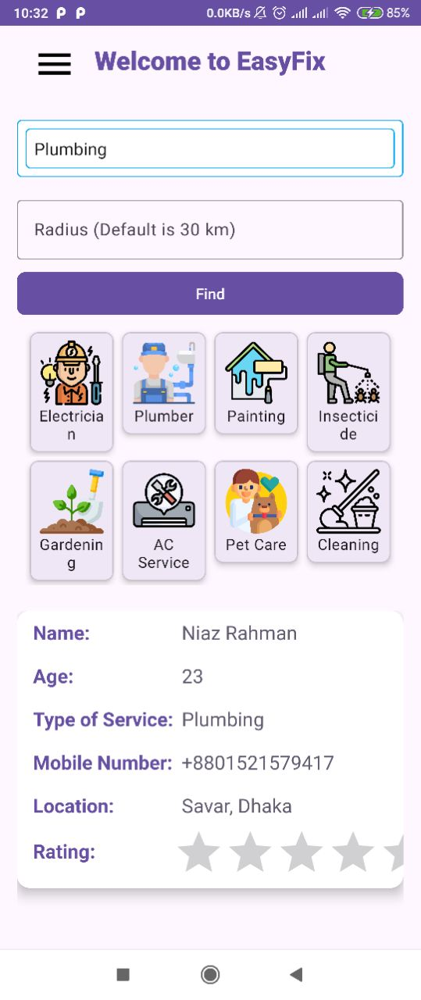 10:32 P P 0.0KB/s 85%
Welcome to EasyFix
Plumbing
Radius (Default is 30 km)
Find
Electricia
n
Plumber
Painting
Insectici
de
Gardenin
g
AC
Service
Pet Care
Cleaning
Name: Niaz Rahman
Age: 23
Type of Service: Plumbing
Mobile Number: +8801521579417
Location: Savar, Dhaka
Rating: